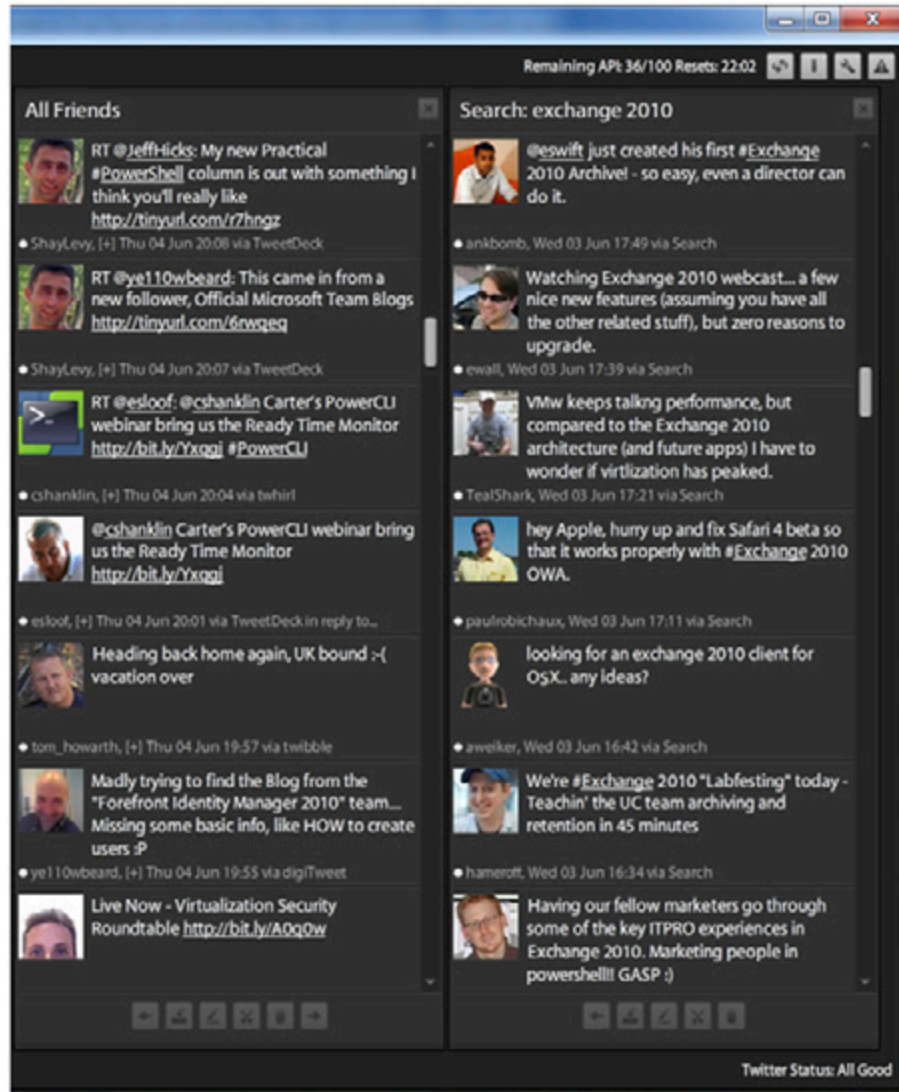 Remaining API: 36/100 Resets: 22:02
All Friends
RT @JeffHicks: My new Practical
#PowerShell column is out with something I
think you'll really like
http://tinyurl.com/r7hngz
ShayLevy, [+] Thu 04 Jun 20:08 via TweetDeck
RT @ye110wbeard: This came in from a
new follower, Official Microsoft Team Blogs
http://tinyurl.com/6rwqeq
ShayLevy, [+] Thu 04 Jun 20:07 via TweetDeck
RT @esloof: @cshanklin Carter's PowerCLI
webinar bring us the Ready Time Monitor
http://bit.ly/Yxqgj #PowerCLI
cshanklin, [+] Thu 04 Jun 20:04 via twhirl
@cshanklin Carter's PowerCLI webinar bring
us the Ready Time Monitor
http://bit.ly/Yxqgj
esloof, [+] Thu 04 Jun 20:01 via TweetDeck in reply to...
Heading back home again, UK bound :-(
vacation over
tom_howarth, [+] Thu 04 Jun 19:57 via twibble
Madly trying to find the Blog from the
"Forefront Identity Manager 2010" team...
Missing some basic info, like HOW to create
users :P
ye110wbeard, [+] Thu 04 Jun 19:55 via digiTweet
Live Now - Virtualization Security
Roundtable http://bit.ly/A0qOw
Search: exchange 2010
@eswift just created his first #Exchange
2010 Archive! - so easy, even a director can
do it.
ankbomb, Wed 03 Jun 17:49 via Search
Watching Exchange 2010 webcast... a few
nice new features (assuming you have all
the other related stuff), but zero reasons to
upgrade.
ewall, Wed 03 Jun 17:39 via Search
VMw keeps talkng performance, but
compared to the Exchange 2010
architecture (and future apps) I have to
wonder if virtlization has peaked.
TealShark, Wed 03 Jun 17:21 via Search
hey Apple, hurry up and fix Safari 4 beta so
that it works properly with #Exchange 2010
OWA.
paulrobichaux, Wed 03 Jun 17:11 via Search
looking for an exchange 2010 client for
OSX.. any ideas?
aweiker, Wed 03 Jun 16:42 via Search
We're #Exchange 2010 "Labfesting" today -
Teachin' the UC team archiving and
retention in 45 minutes
hameroff, Wed 03 Jun 16:34 via Search
Having our fellow marketers go through
some of the key ITPRO experiences in
Exchange 2010. Marketing people in
powershell!! GASP :)
Twitter Status: All Good